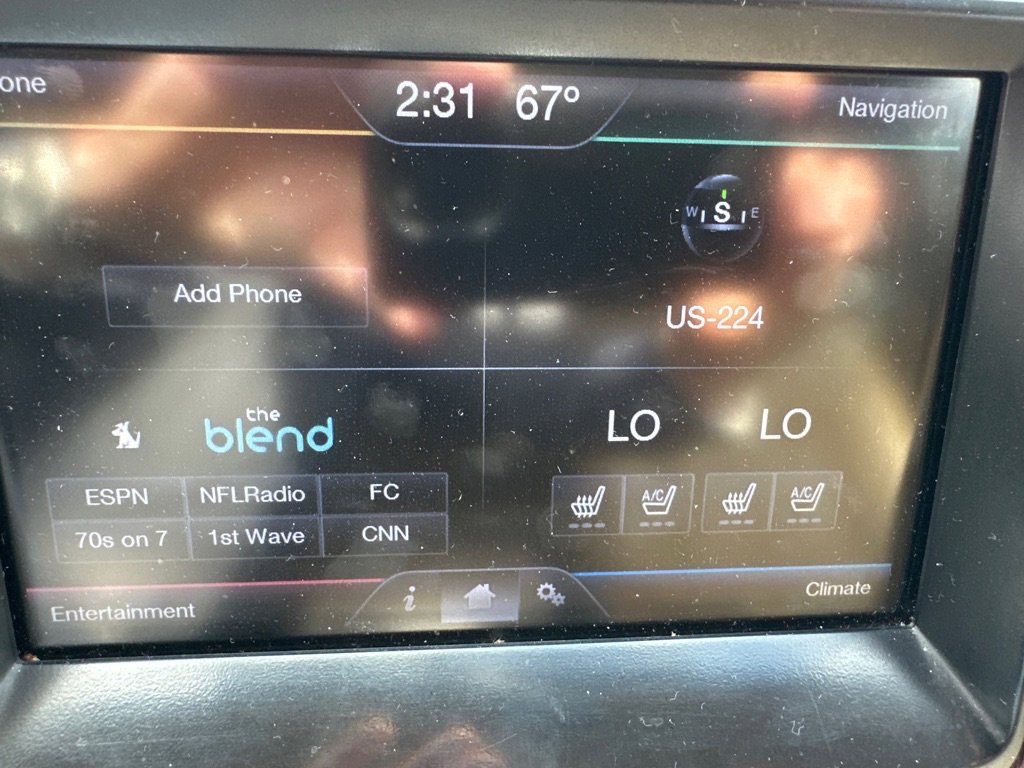 one
2:31 67º
Navigation
W S E
Add Phone
US-224
the
blend
LO LO
ESPN NFLRadio FC
70s on 7 1st Wave CNN
A/C A/C
i
Entertainment
Climate